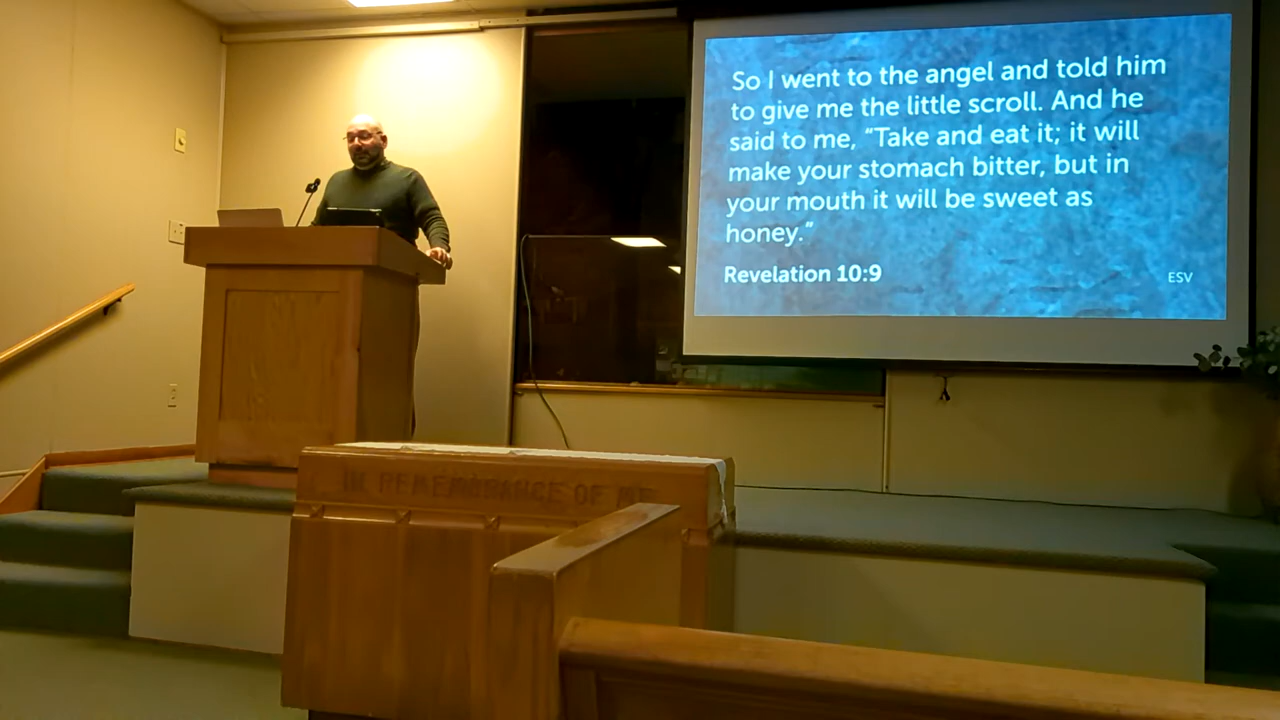 So I went to the angel and told him
to give me the little scroll. And he
said to me, “Take and eat it; it will
make your stomach bitter, but in
your mouth it will be sweet as
honey.”
Revelation 10:9
ESV
IN REMEMBRANCE OF ME